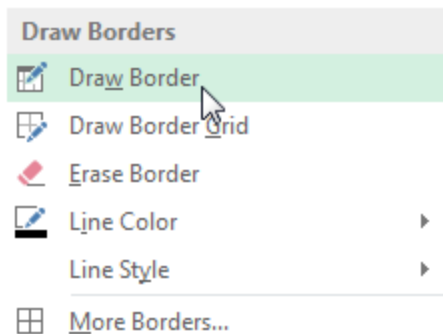 Draw Borders
Draw Border
Draw Border Grid
Erase Border
Line Color
Line Style
More Borders...